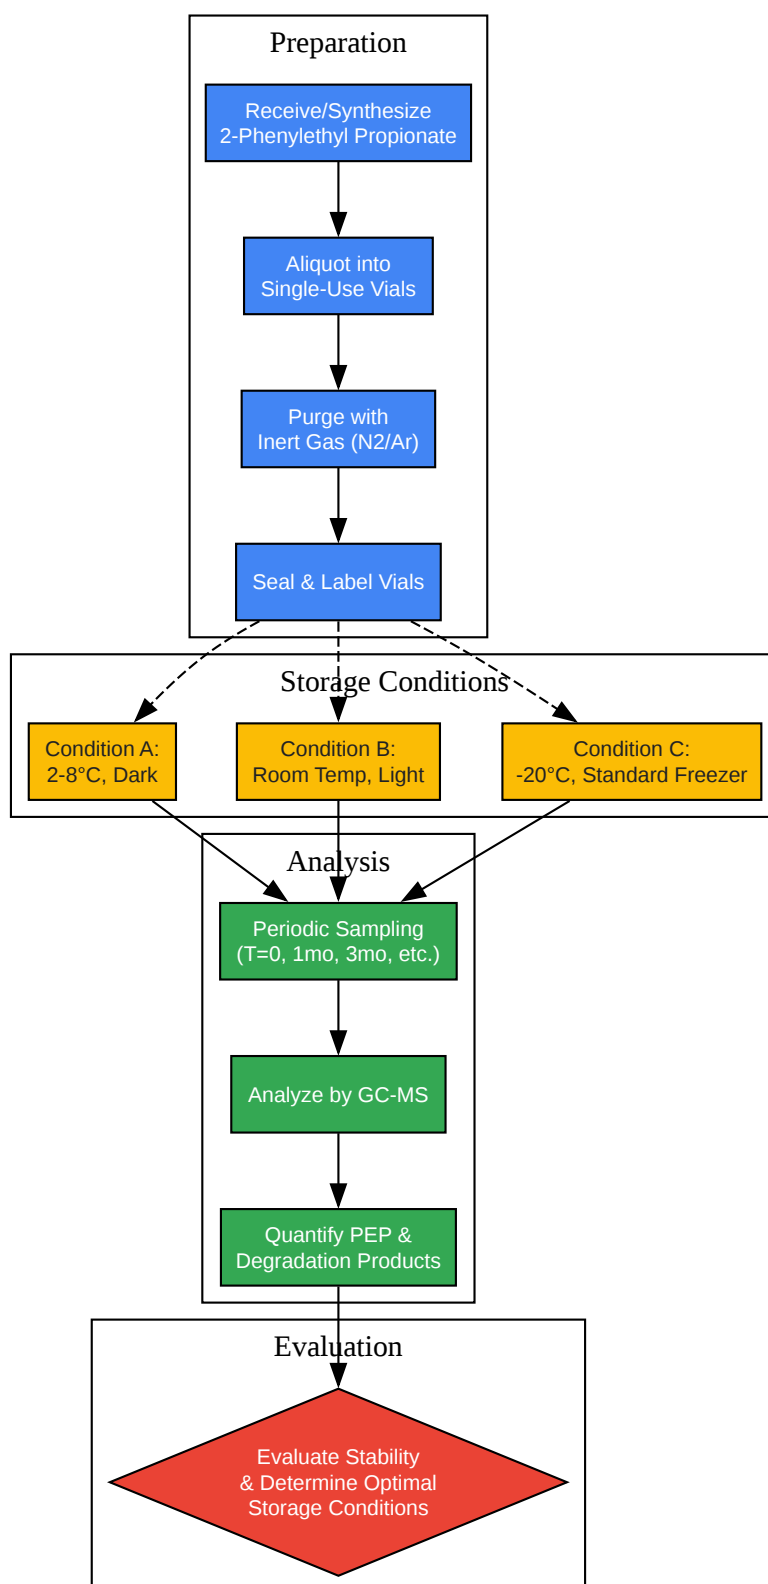 Preparation
Receive/Synthesize
2-Phenylethyl Propionate
Aliquot into
Single-Use Vials
Purge with
Inert Gas (N2/Ar)
Seal & Label Vials
Storage Conditions
Condition A:
2-8°C, Dark
Condition B:
Room Temp, Light
Condition C:
-20°C, Standard Freezer
Analysis
Periodic Sampling
(T=0, 1mo, 3mo, etc.)
Analyze by GC-MS
Quantify PEP &
Degradation Products
Evaluation
Evaluate Stability
& Determine Optimal
Storage Conditions